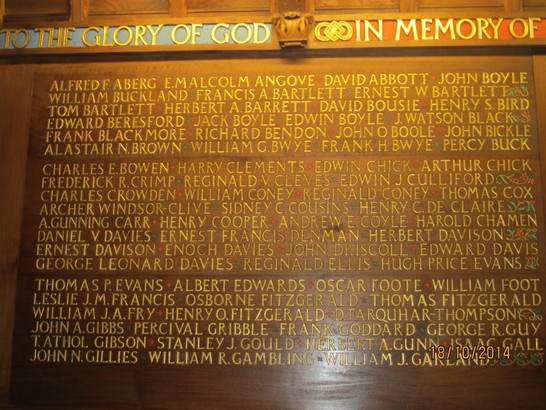 TO THE GLORY OF GOD IN MEMORY OF
ALFRED F. ABERG E. MALCOLM ANGOVE DAVID ABBOTT JOHN BOYLE
WILLIAM BUCKLAND FRANCIS A BARTLETT ERNEST W BARTLETT
TOM BARTLETT HERBERT A. BARRETT DAVID BOUSIE HENRY S. BIRD
EDWARD BERESFORD JACK BOYLE EDWIN BOYLE J. WATSON BLACK
FRANK BLACKMORE RICHARD BENDON JOHN O BOOLE JOHN BICKLE
ALASTAIR N. BROWN WILLIAM G. BWYE FRANK H BWYE PERCY BUCK
CHARLES E. BOWEN HARRY CLEMENTS EDWIN CHICK ARTHUR CHICK
FREDERICK R. CRIMP REGINALD V. CLEVES EDWIN J. CULLIFORD
CHARLES CROWDEN WILLIAM CONEY REGINALD CONEY THOMAS COX
ARCHER WINDSOR-CLIVE SIDNEY G. COUSINS HENRY C. DE CLAIRE
A. GUNNING CARR HENRY COOPER ANDREW E. COYLE HAROLD CHAMEN
DANIEL V. DAVIES ERNEST FRANCIS DENMAN HERBERT DAVISON
ERNEST DAVISON ENOCH DAVIES JOHN DRISCOLL EDWARD DAVIS
GEORGE LEONARD DAVIES REGINALD ELLIS HUGH PRICE EVANS
THOMAS P. EVANS ALBERT EDWARDS OSCAR FOOTE WILLIAM FOOT
LESLIE J.M. FRANCIS OSBORNE FITZGERALD THOMAS FITZGERALD
WILLIAM J.A. FRY HENRY O. FITZGERALD D. FARQUHAR-THOMPSON
JOHN A. GIBBS PERCIVAL GRIBBLE FRANK GODDARD GEORGE R. GUY
T. ATHOL GIBSON STANLEY J. GOULD HERBERT A. GUNN
JOHN N. GILLIES WILLIAM R. GAMBLING WILLIAM J. GARLAND
18/10/2014